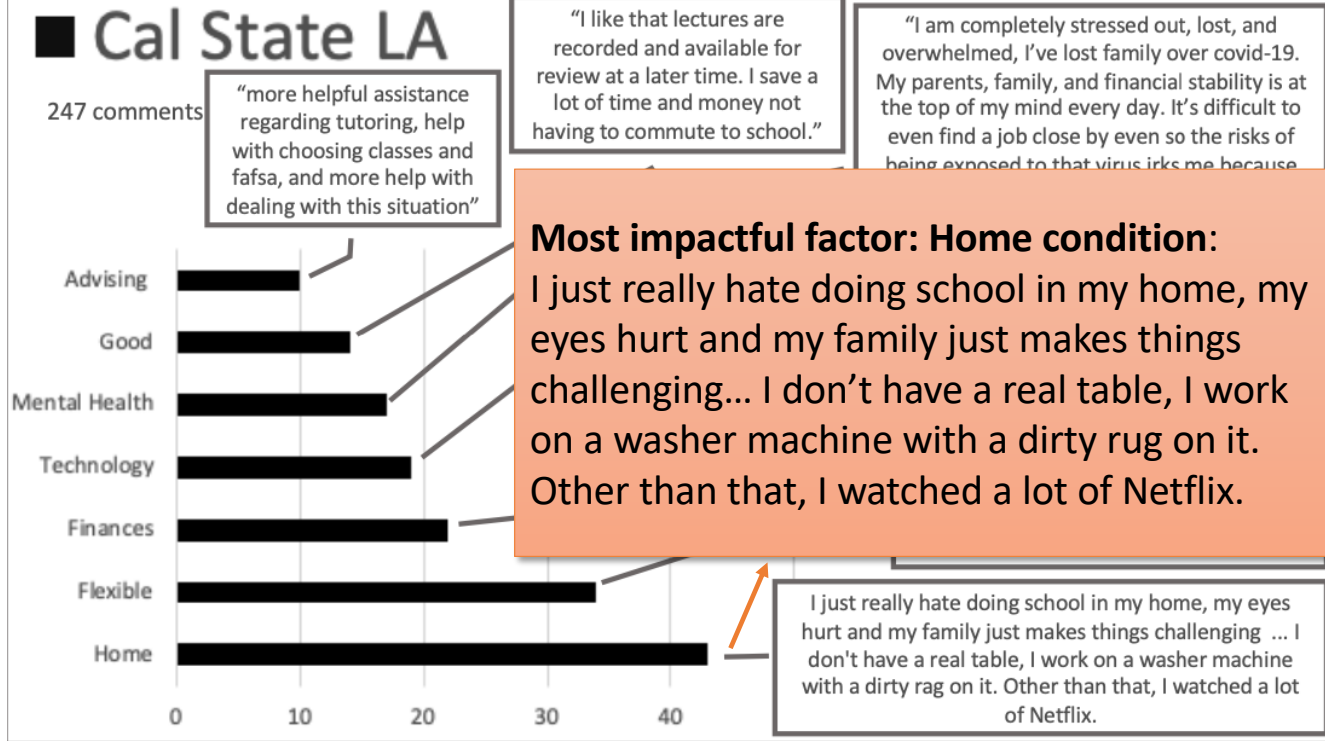 Cal State LA
247 comments
“more helpful assistance
regarding tutoring, help
with choosing classes and
fafsa, and more help with
dealing with this situation”
“I like that lectures are
recorded and available for
review at a later time. I save a
lot of time and money not
having to commute to school.”
“I am completely stressed out, lost, and
overwhelmed, I’ve lost family over covid-19.
My parents, family, and financial stability is at
the top of my mind every day. It’s difficult to
even find a job close by even so the risks of
being exposed to that virus irks me because
Most impactful factor: Home condition:
I just really hate doing school in my home, my
eyes hurt and my family just makes things
challenging… I don’t have a real table, I work
on a washer machine with a dirty rug on it.
Other than that, I watched a lot of Netflix.
Advising
Good
Mental Health
Technology
Finances
Flexible
Home
0 10 20 30 40
I just really hate doing school in my home, my eyes
hurt and my family just makes things challenging ... I
don't have a real table, I work on a washer machine
with a dirty rag on it. Other than that, I watched a lot
of Netflix.